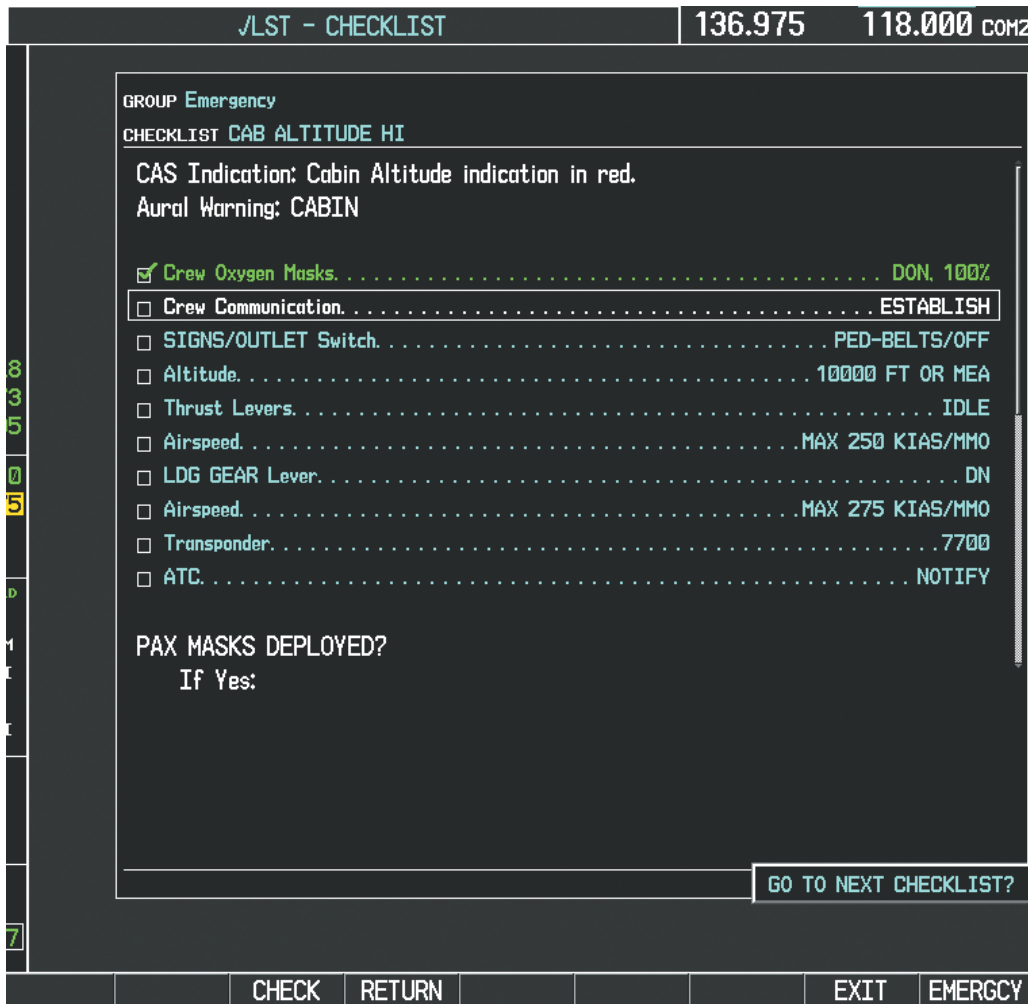 √LST - CHECKLIST
136.975 118.000 COM2
GROUP Emergency
CHECKLIST CAB ALTITUDE HI
CAS Indication: Cabin Altitude indication in red.
Aural Warning: CABIN
Crew Oxygen Masks. . . . . . . . . . . . . . . . . . . . . . . . . . . . . . . . . . . . . . . . . . . . . . . . . DON, 100%
Crew Communication. . . . . . . . . . . . . . . . . . . . . . . . . . . . . . . . . . . . . . . . . . . . . . . . ESTABLISH
SIGNS/OUTLET Switch. . . . . . . . . . . . . . . . . . . . . . . . . . . . . . . . . . . . . . . . . PED-BELTS/OFF
Altitude. . . . . . . . . . . . . . . . . . . . . . . . . . . . . . . . . . . . . . . . . . . . . . . . . . . 10000 FT OR MEA
Thrust Levers. . . . . . . . . . . . . . . . . . . . . . . . . . . . . . . . . . . . . . . . . . . . . . . . . . . . . . IDLE
Airspeed. . . . . . . . . . . . . . . . . . . . . . . . . . . . . . . . . . . . . . . . . . . . . . . . . .MAX 250 KIAS/MMO
LDG GEAR Lever. . . . . . . . . . . . . . . . . . . . . . . . . . . . . . . . . . . . . . . . . . . . . . . . . . . . . . DN
Airspeed. . . . . . . . . . . . . . . . . . . . . . . . . . . . . . . . . . . . . . . . . . . . . . . . . .MAX 275 KIAS/MMO
Transponder. . . . . . . . . . . . . . . . . . . . . . . . . . . . . . . . . . . . . . . . . . . . . . . . . . . . . . . .7700
ATC. . . . . . . . . . . . . . . . . . . . . . . . . . . . . . . . . . . . . . . . . . . . . . . . . . . . . . . . . . . NOTIFY
PAX MASKS DEPLOYED?
If Yes:
GO TO NEXT CHECKLIST?
CHECK RETURN EXIT EMERGCY